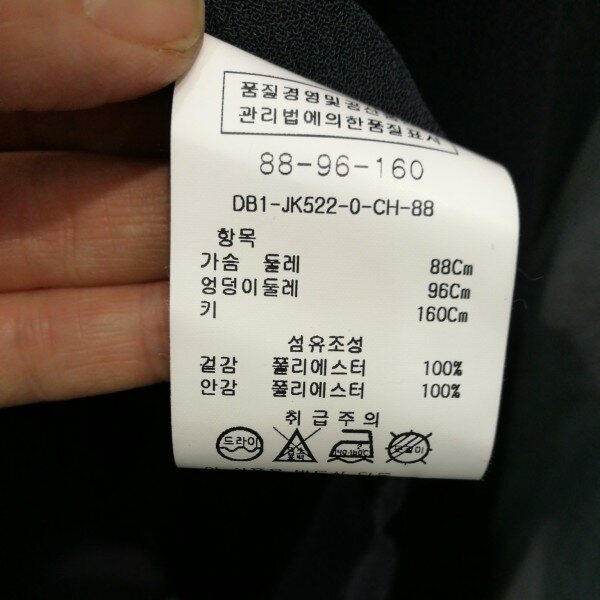 품질경영및공산품
관리법에의한품질표시
88-96-160
DB1-JK522-0-CH-88
항목
가슴 둘레 88Cm
엉덩이둘레 96Cm
키 160Cm
섬유조성
겉감 폴리에스터 100%
안감 폴리에스터 100%
취급주의
드라이